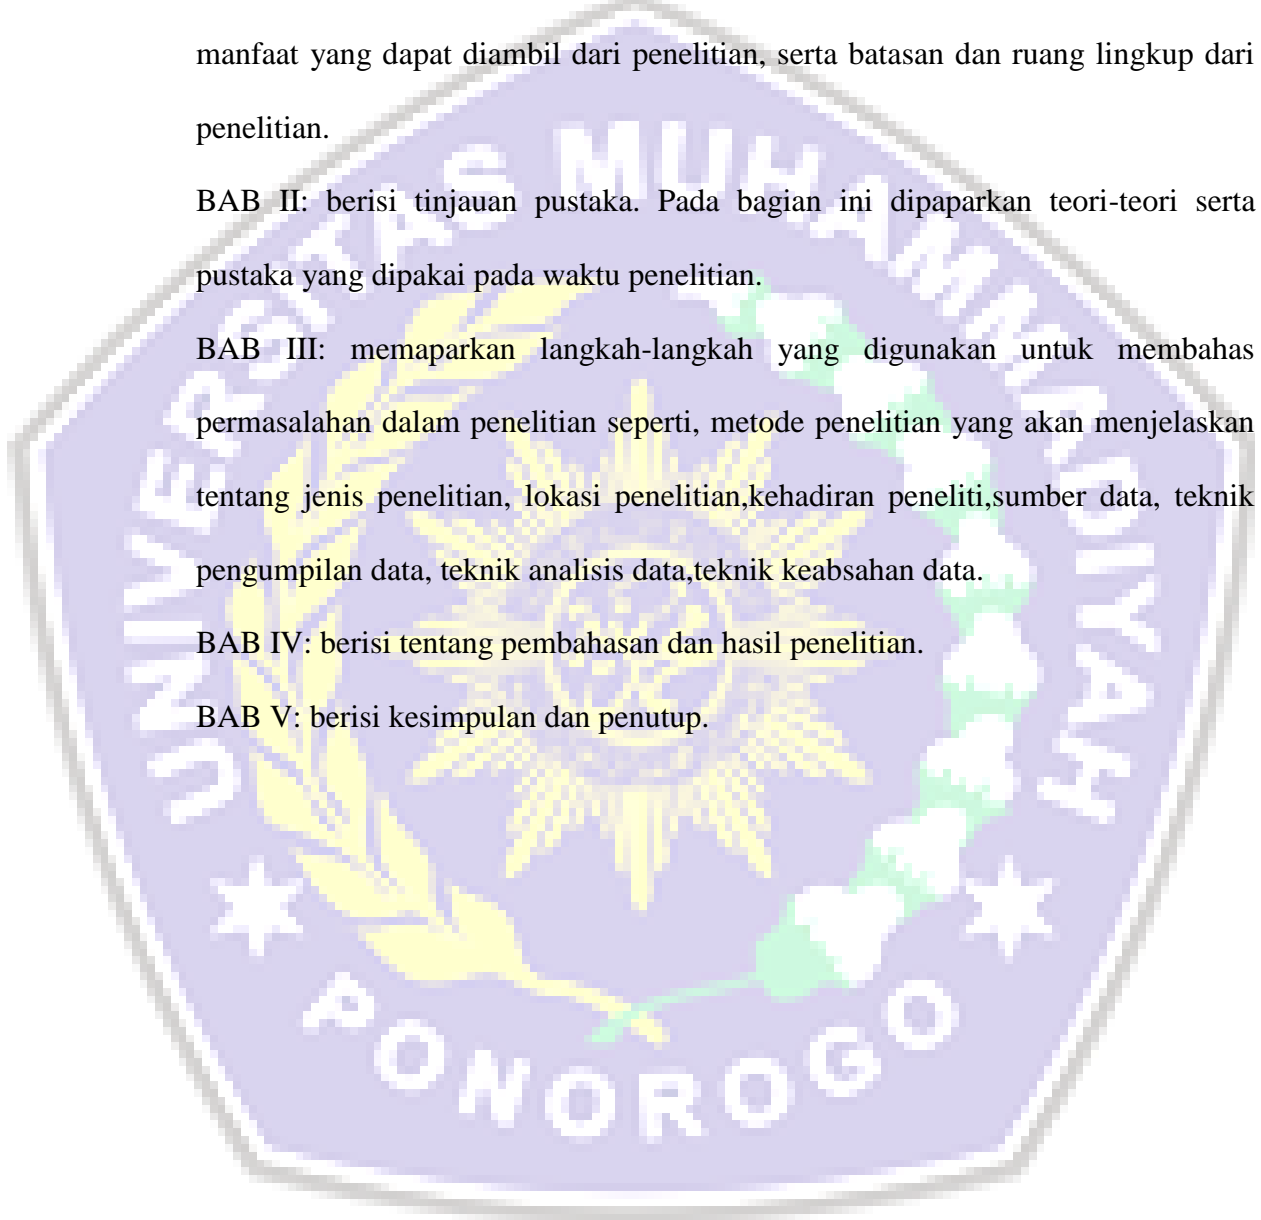 manfaat yang dapat diambil dari penelitian, serta batasan dan ruang lingkup dari
penelitian.
BAB II: berisi tinjauan pustaka. Pada bagian ini dipaparkan teori-teori serta
pustaka yang dipakai pada waktu penelitian.
BAB III: memaparkan langkah-langkah yang digunakan untuk membahas
permasalahan dalam penelitian seperti, metode penelitian yang akan menjelaskan
tentang jenis penelitian, lokasi penelitian,kehadiran peneliti,sumber data, teknik
pengumpilan data, teknik analisis data,teknik keabsahan data.
BAB IV: berisi tentang pembahasan dan hasil penelitian.
BAB V: berisi kesimpulan dan penutup.
UNIVERSITAS MUHAMMADIYAH
PONOROGO